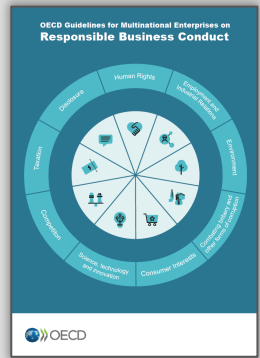 OECD Guidelines for Multinational Enterprises on
Responsible Business Conduct
Human Rights
Employment and
Industrial Relations
Environment
Combating bribery and
other forms of corruption
Consumer Interests
Science, technology
and innovation
Competition
Taxation
Disclosure
OECD